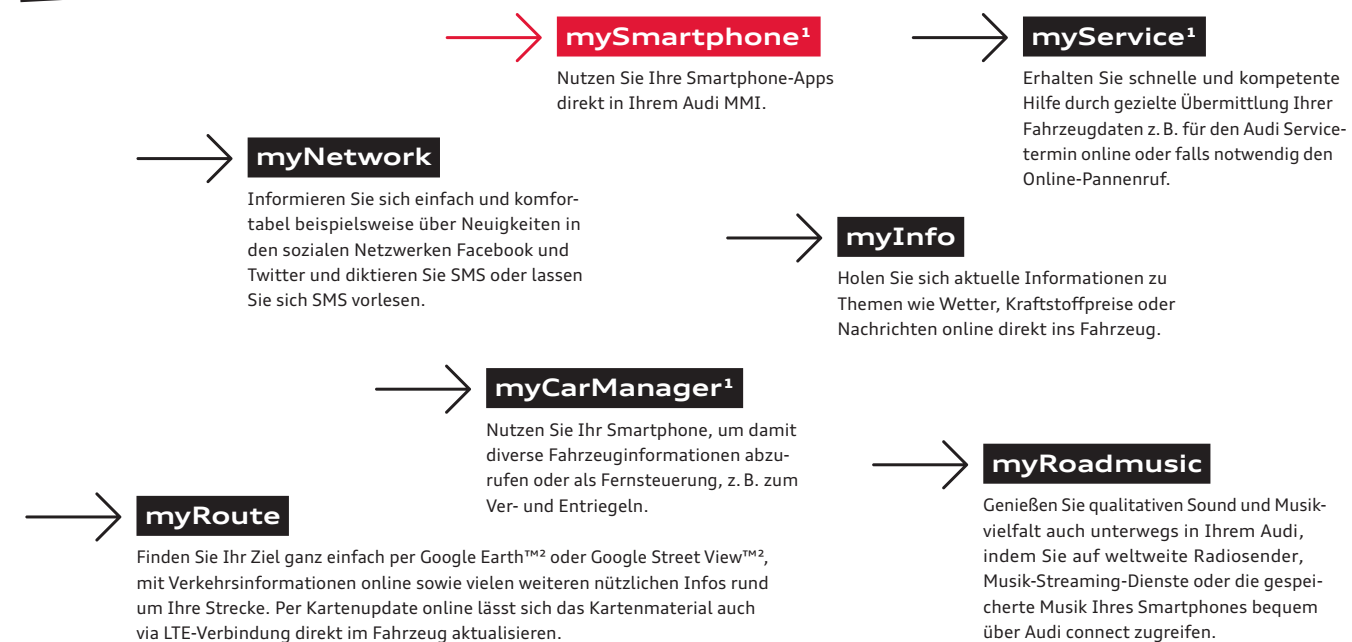 mySmartphone¹
Nutzen Sie Ihre Smartphone-Apps
direkt in Ihrem Audi MMI.
myService¹
Erhalten Sie schnelle und kompetente
Hilfe durch gezielte Übermittlung Ihrer
Fahrzeugdaten z. B. für den Audi Service-
termin online oder falls notwendig den
Online-Pannenruf.
myNetwork
Informieren Sie sich einfach und komfor-
tabel beispielsweise über Neuigkeiten in
den sozialen Netzwerken Facebook und
Twitter und diktieren Sie SMS oder lassen
Sie sich SMS vorlesen.
myInfo
Holen Sie sich aktuelle Informationen zu
Themen wie Wetter, Kraftstoffpreise oder
Nachrichten online direkt ins Fahrzeug.
myCarManager¹
Nutzen Sie Ihr Smartphone, um damit
diverse Fahrzeuginformationen abzu-
rufen oder als Fernsteuerung, z. B. zum
Ver- und Entriegeln.
myRoadmusic
Genießen Sie qualitativen Sound und Musik-
vielfalt auch unterwegs in Ihrem Audi,
indem Sie auf weltweite Radiosender,
Musik-Streaming-Dienste oder die gespei-
cherte Musik Ihres Smartphones bequem
über Audi connect zugreifen.
myRoute
Finden Sie Ihr Ziel ganz einfach per Google Earth™² oder Google Street View™²,
mit Verkehrsinformationen online sowie vielen weiteren nützlichen Infos rund
um Ihre Strecke. Per Kartenupdate online lässt sich das Kartenmaterial auch
via LTE-Verbindung direkt im Fahrzeug aktualisieren.